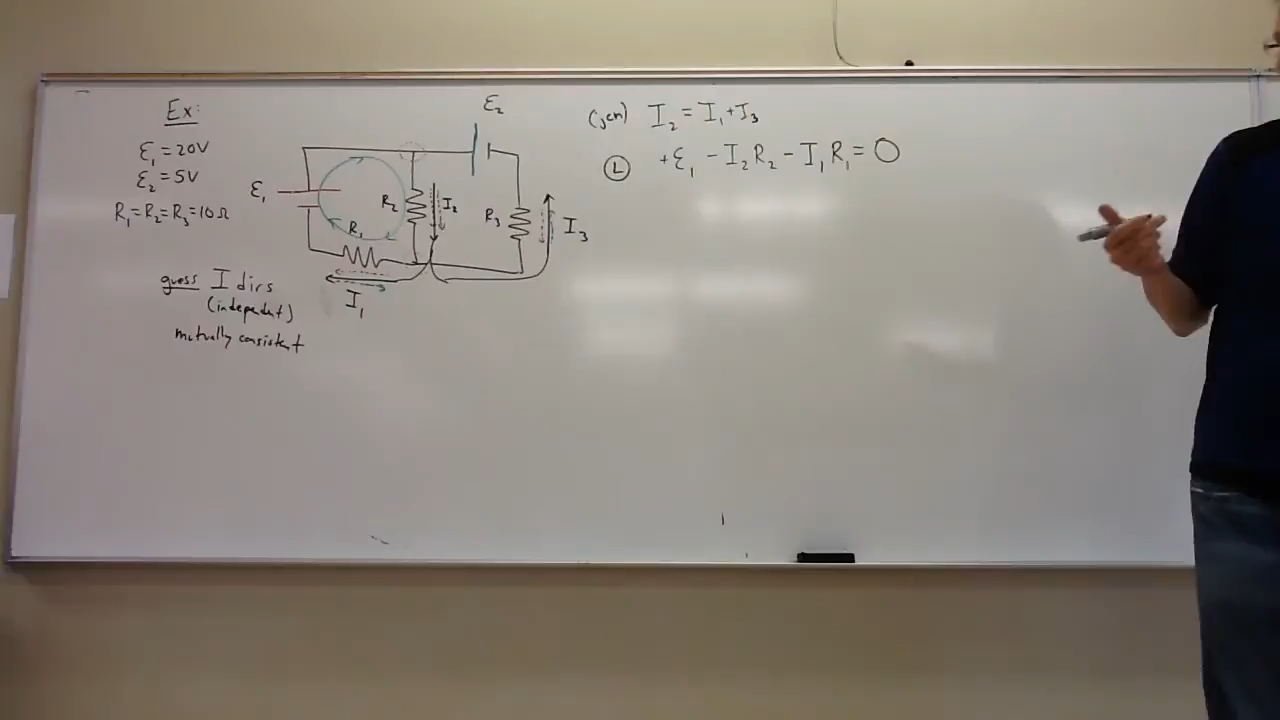 Ex:
ε₁ = 20V
ε₂ = 5V
R₁=R₂=R₃=10Ω
guess I dirs
(independent)
mutually consistent
ε₁
ε₂
R₂
I₂
R₃
I₃
R₁
I₁
(jcn) I₂ = I₁ + I₃
Ⓛ +ε₁ - I₂R₂ - I₁R₁ = 0